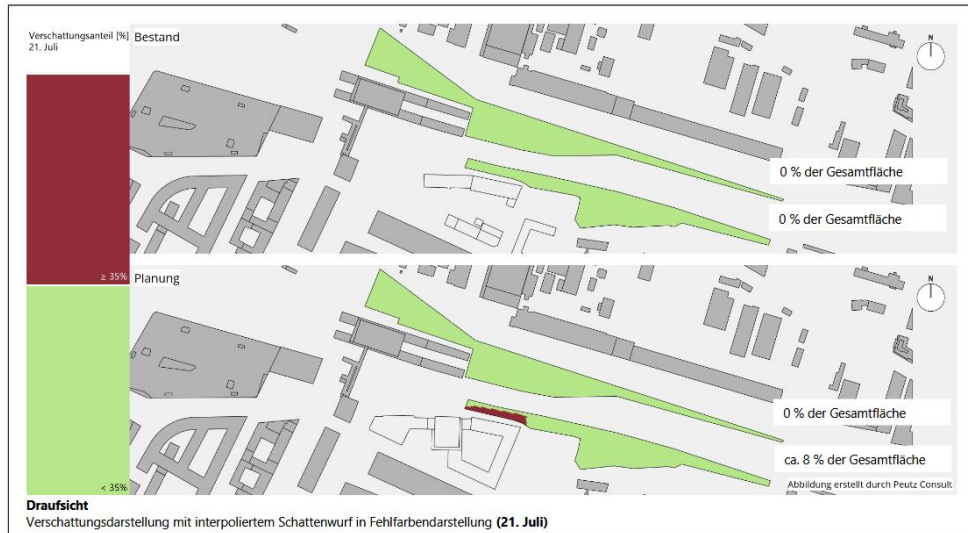 Verschattungsanteil [%]
21. Juli
Bestand
N
0 % der Gesamtfläche
0 % der Gesamtfläche
≥ 35%
Planung
N
0 % der Gesamtfläche
ca. 8 % der Gesamtfläche
< 35%
Abbildung erstellt durch Peutz Consult
Draufsicht
Verschattungsdarstellung mit interpoliertem Schattenwurf in Fehlfarbendarstellung (21. Juli)